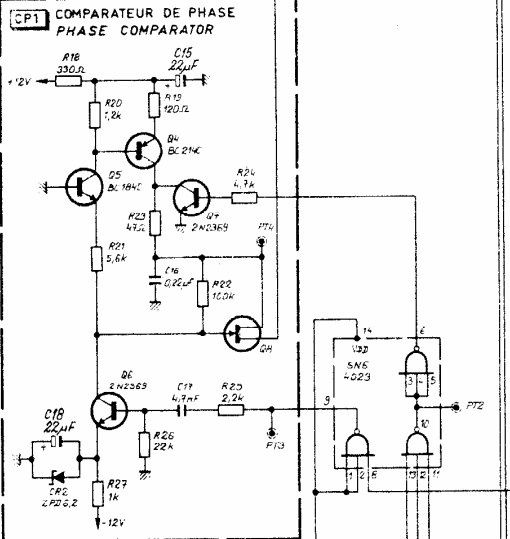 CP1 COMPARATEUR DE PHASE
PHASE COMPARATOR
R18
330Ω
+12V
C15
22µF
+
R20
1,2k
R19
120Ω
Q4
BC214C
Q5
BC184C
R24
4,7k
R23
47Ω
Q7
2N2369
PT4
R21
5,6k
C16
0,22µF
R22
100k
14
6
VDD
SN6
4023
3 4 5
Q6
2N2369
C17
4,7nF
R25
2,2k
9
10
PT2
C18
22µF
+
R26
22k
PT3
1 2 8
13 12 11
CR2
ZPD6,2
R27
1k
-12V